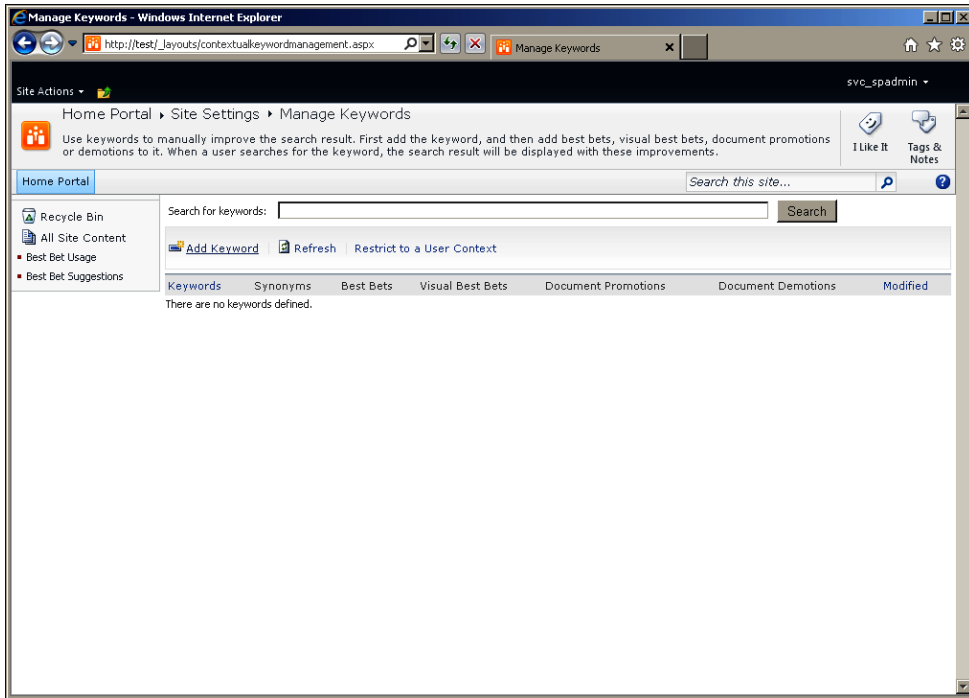 Manage Keywords - Windows Internet Explorer
http://test/_layouts/contextualkeywordmanagement.aspx
Manage Keywords
Site Actions
svc_spadmin
Home Portal Site Settings Manage Keywords
Use keywords to manually improve the search result. First add the keyword, and then add best bets, visual best bets, document promotions
or demotions to it. When a user searches for the keyword, the search result will be displayed with these improvements.
I Like It
Tags &
Notes
Home Portal
Search this site...
Recycle Bin
All Site Content
Best Bet Usage
Best Bet Suggestions
Search for keywords:
Search
Add Keyword Refresh Restrict to a User Context
Keywords Synonyms Best Bets Visual Best Bets Document Promotions Document Demotions Modified
There are no keywords defined.